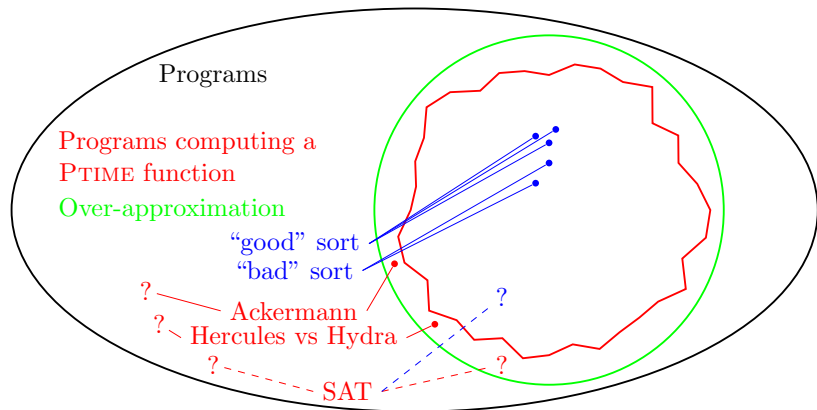 Programs
Programs computing a
PTIME function
Over-approximation
“good” sort
“bad” sort
?
Ackermann
?
?
Hercules vs Hydra
?
?
SAT